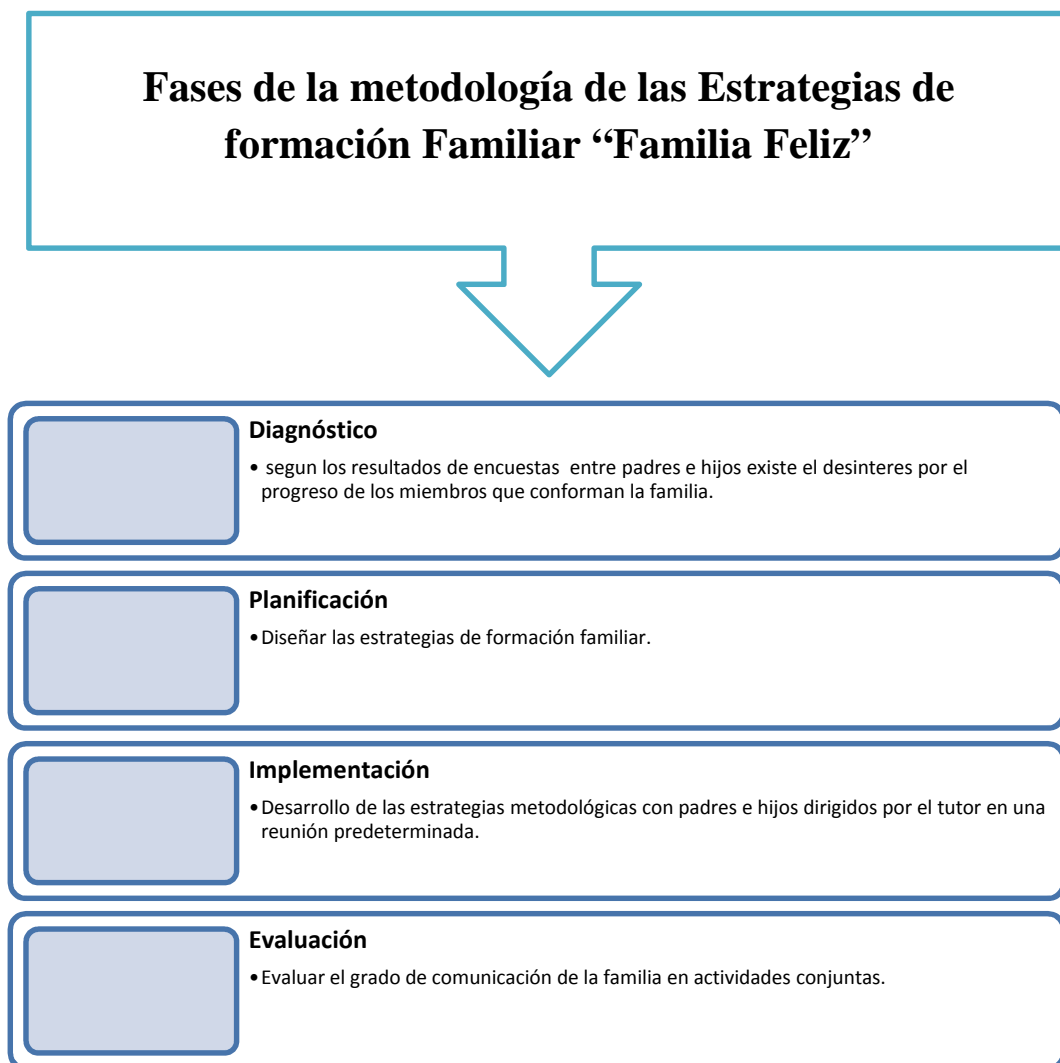 Fases de la metodología de las Estrategias de
formación Familiar “Familia Feliz”
Diagnóstico
• segun los resultados de encuestas entre padres e hijos existe el desinteres por el
progreso de los miembros que conforman la familia.
Planificación
•Diseñar las estrategias de formación familiar.
Implementación
•Desarrollo de las estrategias metodológicas con padres e hijos dirigidos por el tutor en una
reunión predeterminada.
Evaluación
•Evaluar el grado de comunicación de la familia en actividades conjuntas.